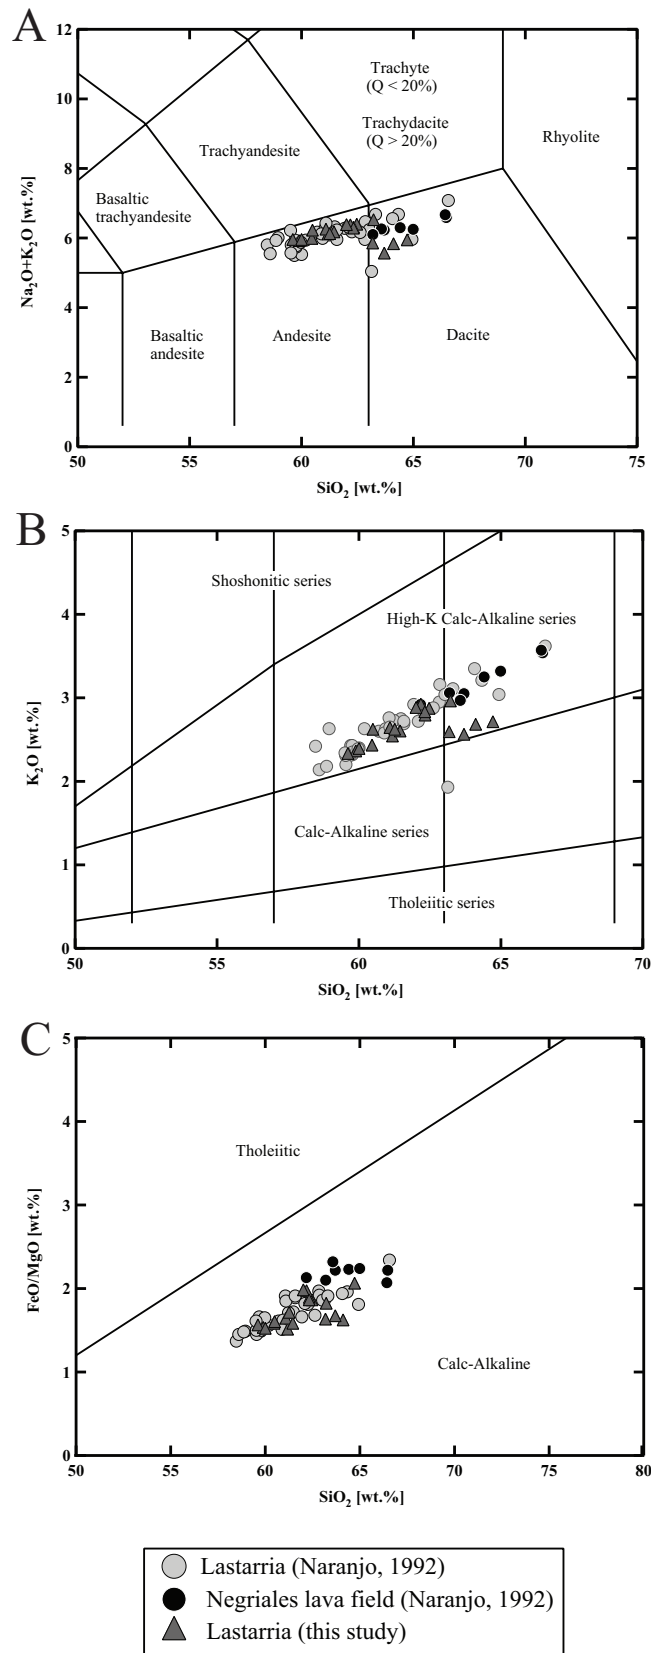 A
12
10
8
6
4
2
0
Na₂O+K₂O [wt.%]
Trachyte
(Q < 20%)
Trachydacite
(Q > 20%)
Rhyolite
Trachyandesite
Basaltic
trachyandesite
Basaltic
andesite
Andesite
Dacite
50 55 60 65 70 75
SiO₂ [wt.%]
B
5
4
3
2
1
0
K₂O [wt.%]
Shoshonitic series
High-K Calc-Alkaline series
Calc-Alkaline series
Tholeiitic series
50 55 60 65 70
SiO₂ [wt.%]
C
5
4
3
2
1
0
FeO/MgO [wt.%]
Tholeiitic
Calc-Alkaline
50 55 60 65 70 75 80
SiO₂ [wt.%]
Lastarria (Naranjo, 1992)
Negriales lava field (Naranjo, 1992)
Lastarria (this study)